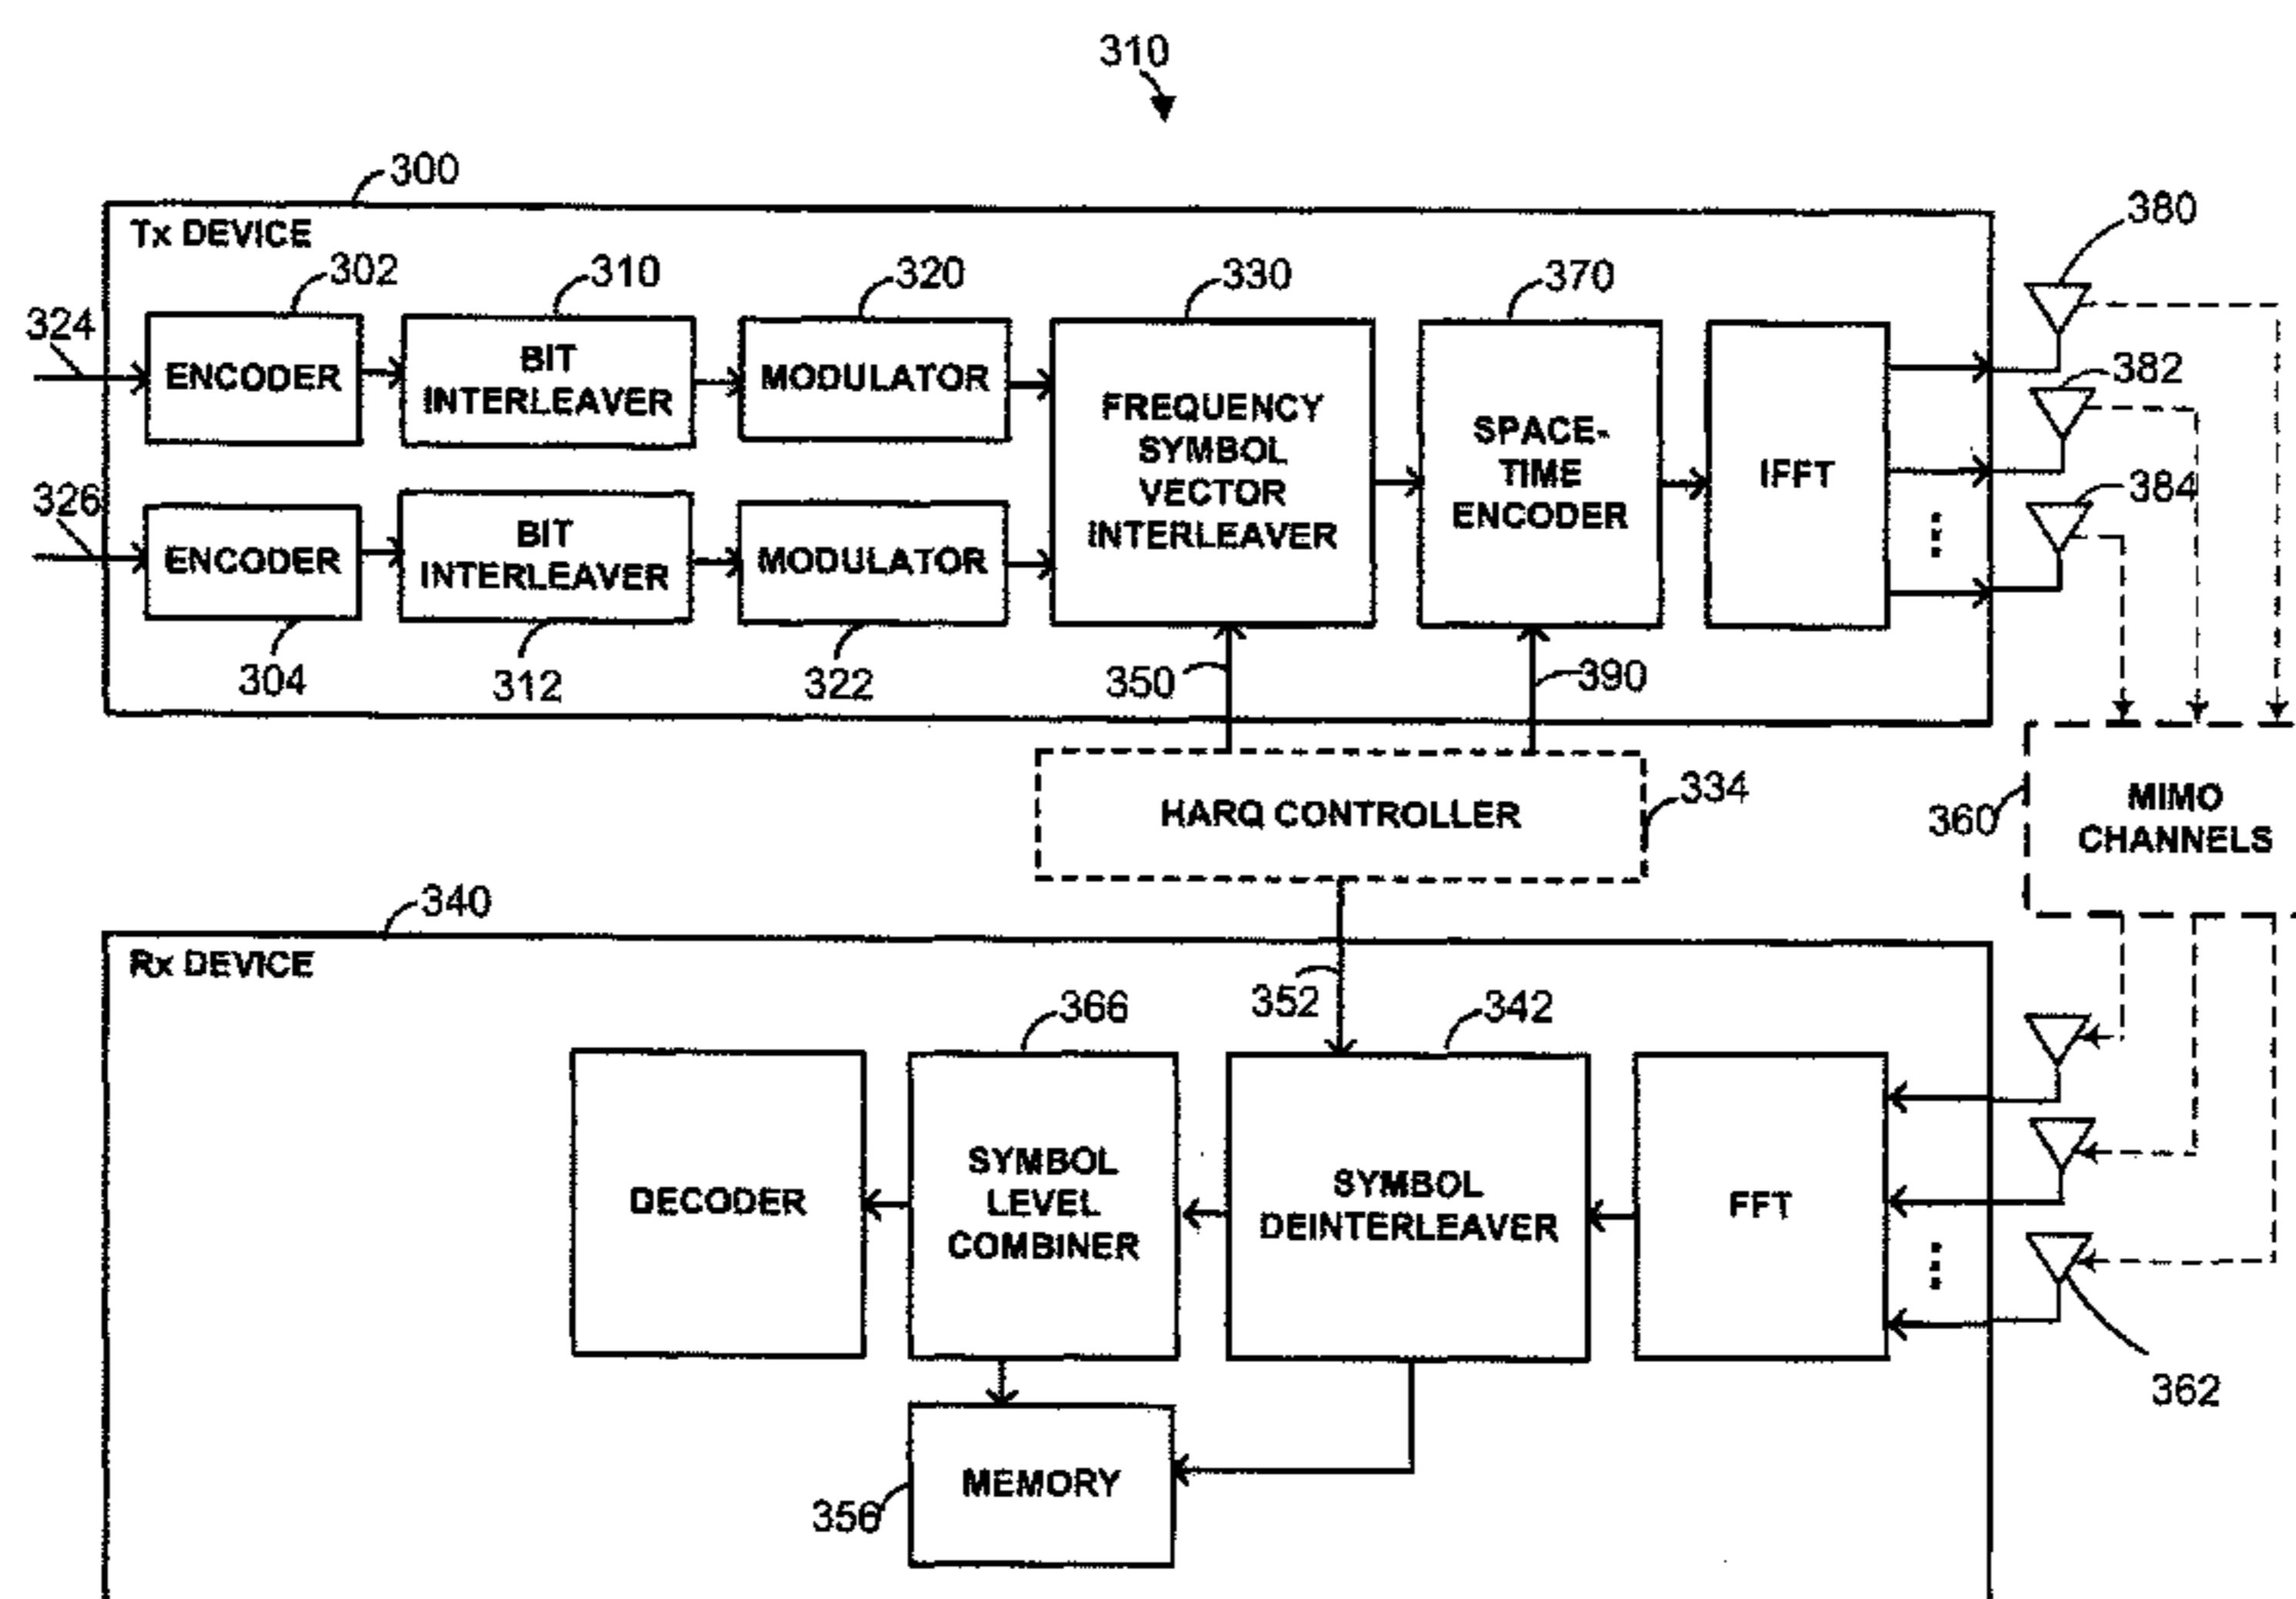 310
300
Tx DEVICE
302
310
320
330
370
380
324
ENCODER
BIT
INTERLEAVER
MODULATOR
FREQUENCY
SYMBOL
VECTOR
INTERLEAVER
SPACE-
TIME
ENCODER
IFFT
382
384
326
ENCODER
BIT
INTERLEAVER
MODULATOR
304
312
322
350
390
HARQ CONTROLLER
334
360
MIMO
CHANNELS
340
Rx DEVICE
366
352
342
DECODER
SYMBOL
LEVEL
COMBINER
SYMBOL
DEINTERLEAVER
FFT
362
MEMORY
356